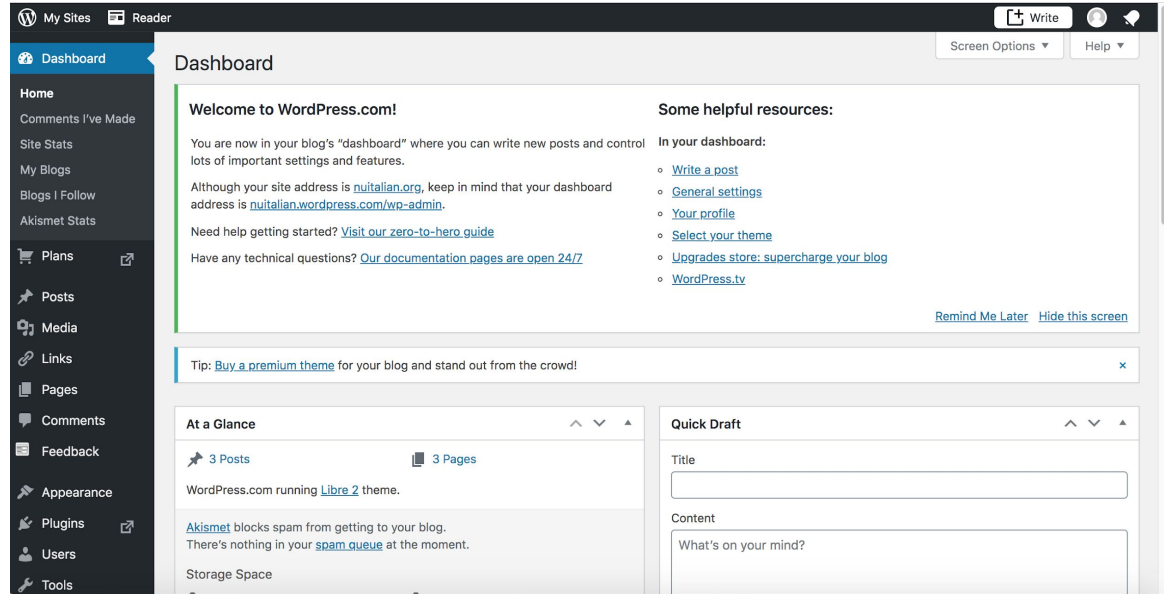 My Sites Reader Write
Screen Options ▼ Help ▼
Dashboard
Home
Comments I've Made
Site Stats
My Blogs
Blogs I Follow
Akismet Stats
Plans
Posts
Media
Links
Pages
Comments
Feedback
Appearance
Plugins
Users
Tools
Dashboard
Welcome to WordPress.com!
You are now in your blog's “dashboard” where you can write new posts and control
lots of important settings and features.
Although your site address is nuitalian.org, keep in mind that your dashboard
address is nuitalian.wordpress.com/wp-admin.
Need help getting started? Visit our zero-to-hero guide
Have any technical questions? Our documentation pages are open 24/7
Some helpful resources:
In your dashboard:
Write a post
General settings
Your profile
Select your theme
Upgrades store: supercharge your blog
WordPress.tv
Remind Me Later Hide this screen
Tip: Buy a premium theme for your blog and stand out from the crowd!
At a Glance
3 Posts 3 Pages
WordPress.com running Libre 2 theme.
Akismet blocks spam from getting to your blog.
There's nothing in your spam queue at the moment.
Storage Space
Quick Draft
Title
Content
What's on your mind?